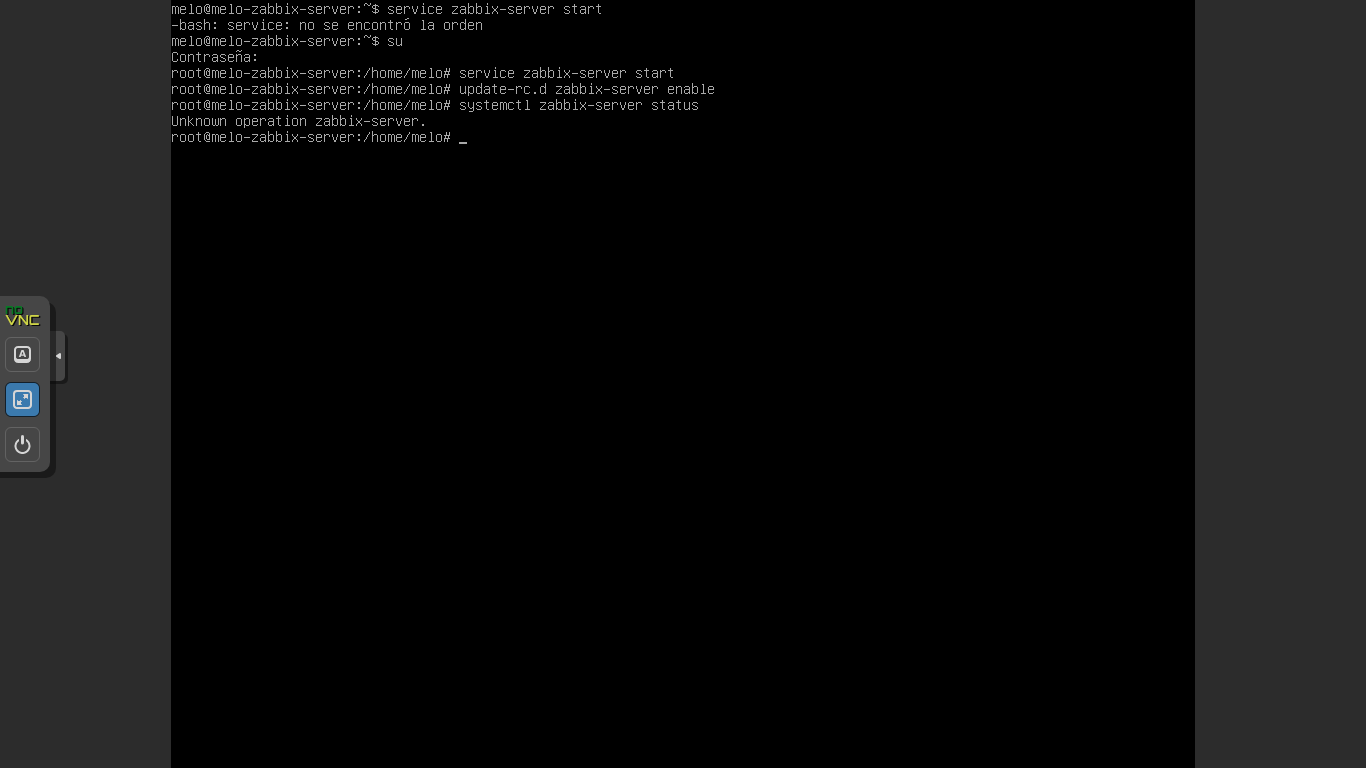 melo@melo-zabbix-server:~$ service zabbix-server start
-bash: service: no se encontró la orden
melo@melo-zabbix-server:~$ su
Contraseña:
root@melo-zabbix-server:/home/melo# service zabbix-server start
root@melo-zabbix-server:/home/melo# update-rc.d zabbix-server enable
root@melo-zabbix-server:/home/melo# systemctl zabbix-server status
Unknown operation zabbix-server.
root@melo-zabbix-server:/home/melo# _
no
VNC
A